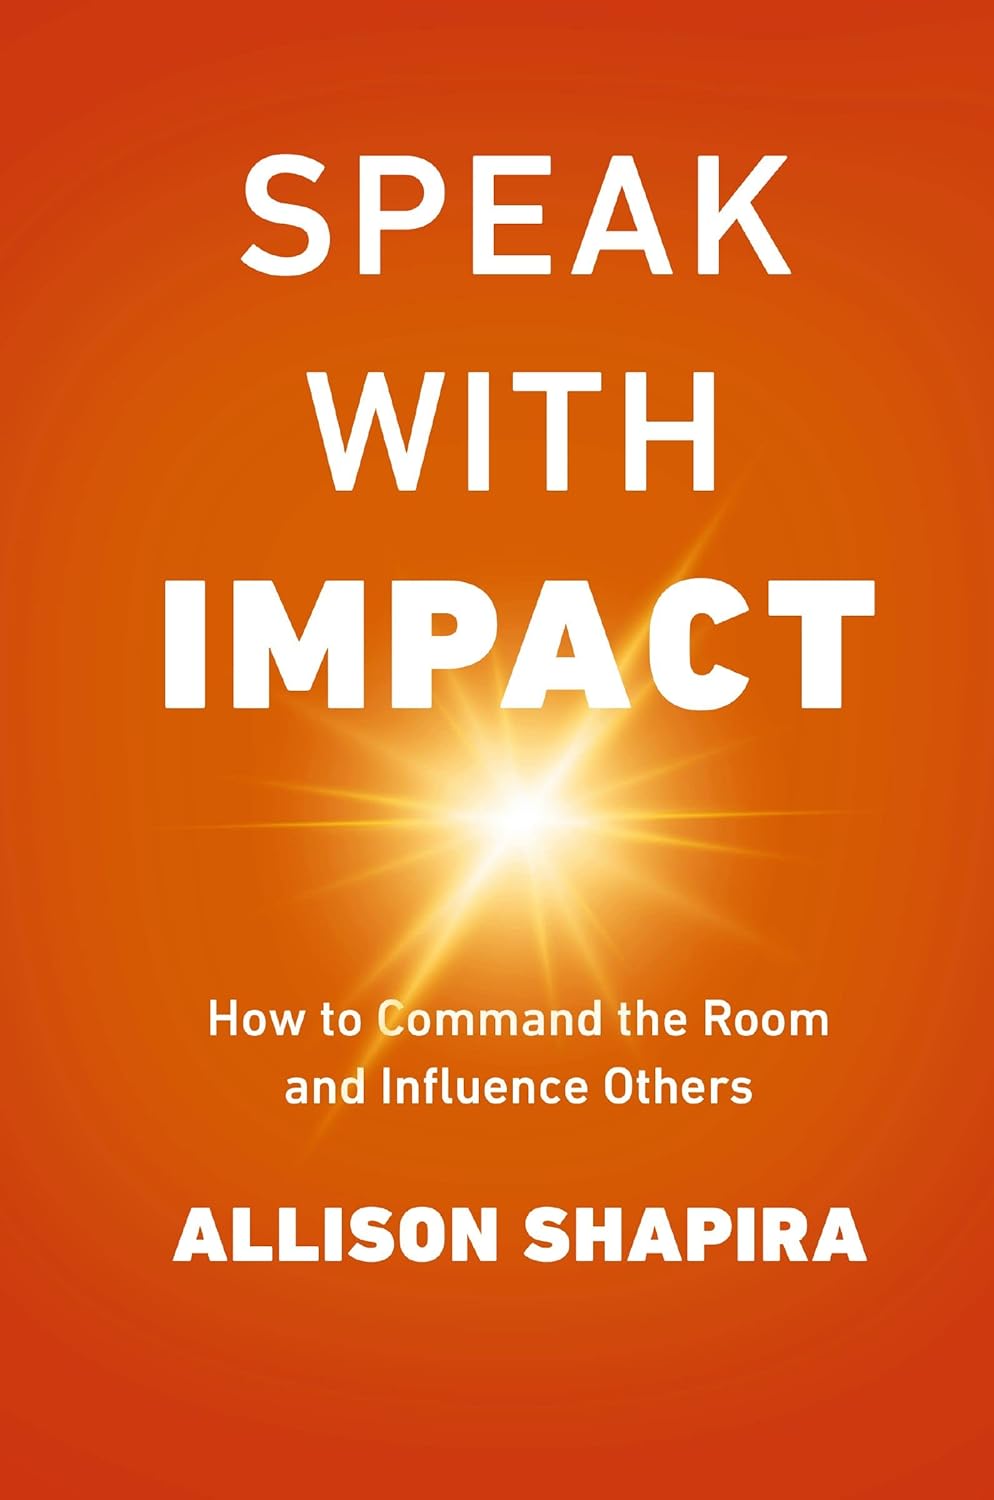 SPEAK
WITH
IMPACT
How to Command the Room
and Influence Others
ALLISON SHAPIRA